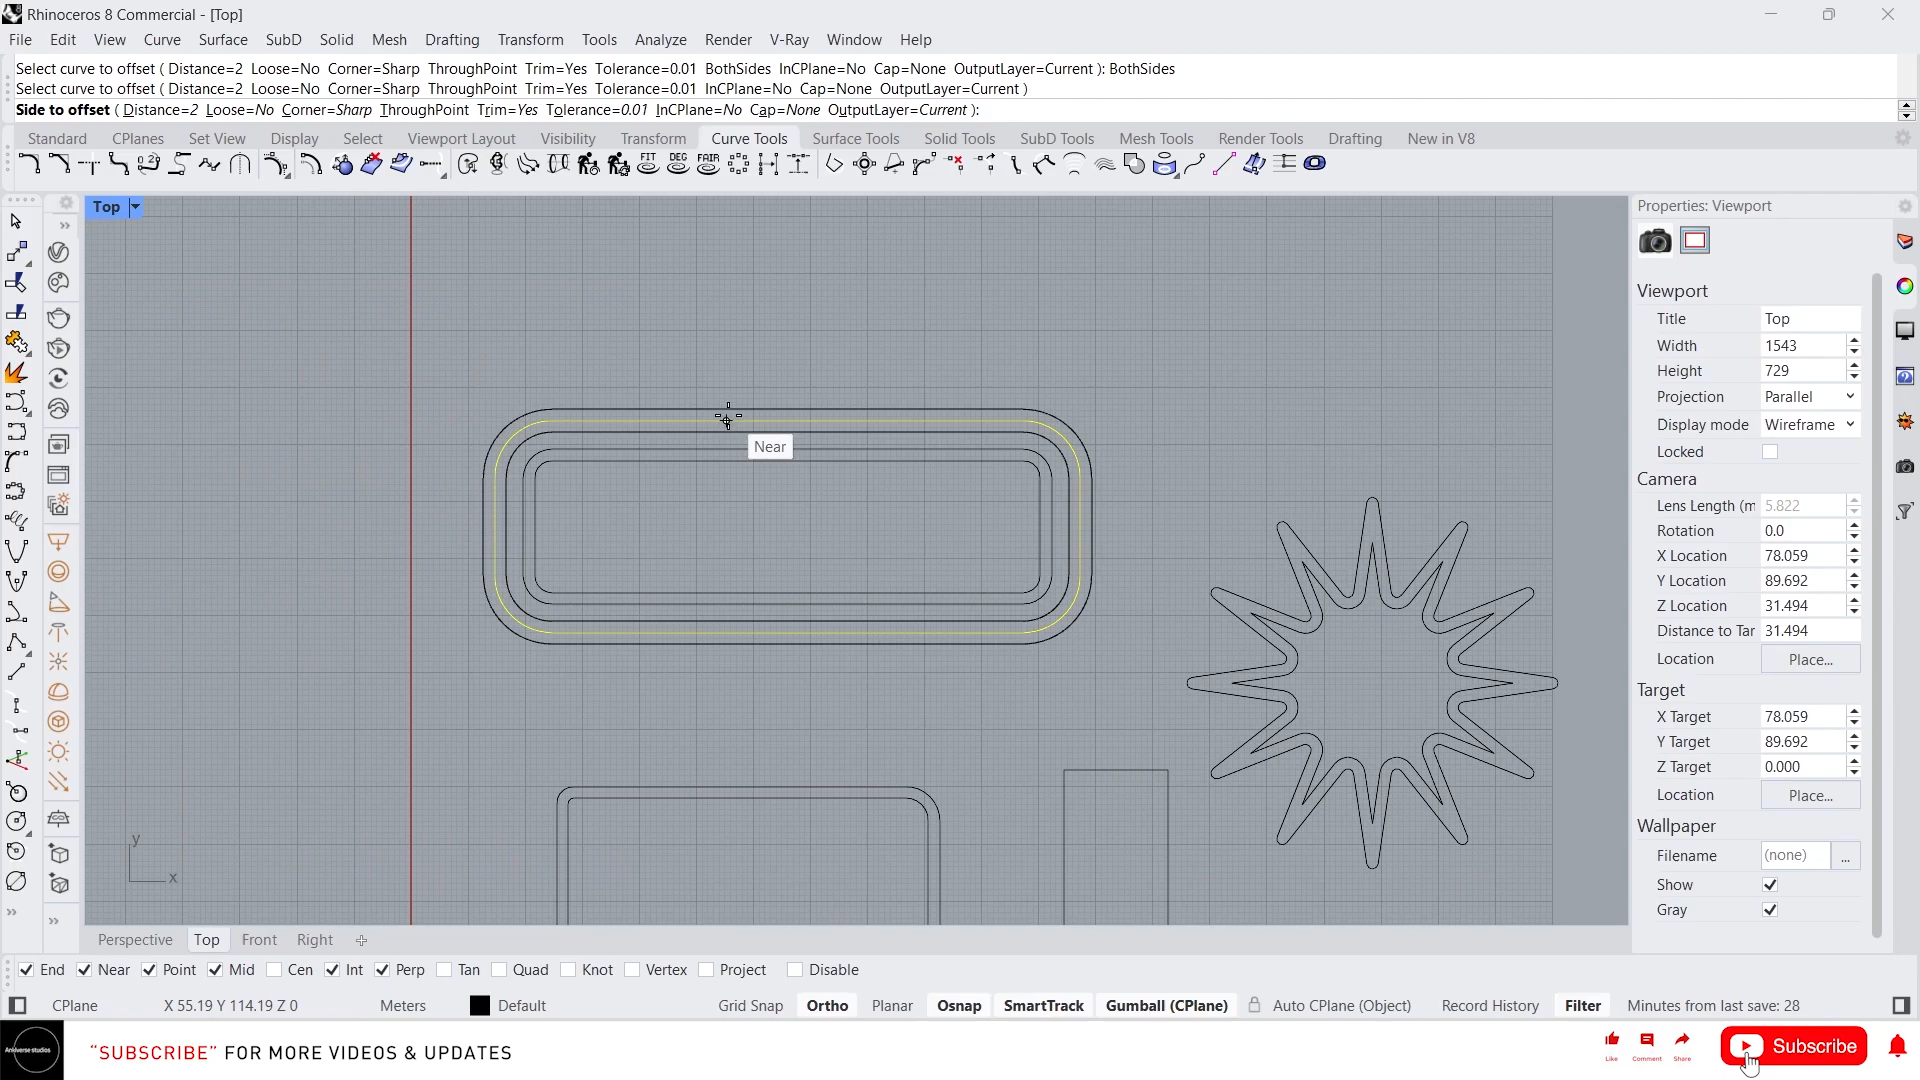 Rhinoceros 8 Commercial - [Top]
File Edit View Curve Surface SubD Solid Mesh Drafting Transform Tools Analyze Render V-Ray Window Help
Select curve to offset ( Distance=2 Loose=No Corner=Sharp ThroughPoint Trim=Yes Tolerance=0.01 BothSides InCPlane=No Cap=None OutputLayer=Current ): BothSides
Select curve to offset ( Distance=2 Loose=No Corner=Sharp ThroughPoint Trim=Yes Tolerance=0.01 InCPlane=No Cap=None OutputLayer=Current )
Side to offset ( Distance=2 Loose=No Corner=Sharp ThroughPoint Trim=Yes Tolerance=0.01 InCPlane=No Cap=None OutputLayer=Current ):
Standard CPlanes Set View Display Select Viewport Layout Visibility Transform Curve Tools Surface Tools Solid Tools SubD Tools Mesh Tools Render Tools Drafting New in V8
FIT DEG FAIR
Top
Near
Properties: Viewport
Viewport
Title Top
Width 1543
Height 729
Projection Parallel
Display mode Wireframe
Locked
Camera
Lens Length (m 5.822
Rotation 0.0
X Location 78.059
Y Location 89.692
Z Location 31.494
Distance to Tar 31.494
Location Place...
Target
X Target 78.059
Y Target 89.692
Z Target 0.000
Location Place...
Wallpaper
Filename (none) ...
Show
Gray
y
x
Perspective Top Front Right
End Near Point Mid Cen Int Perp Tan Quad Knot Vertex Project Disable
CPlane X 55.19 Y 114.19 Z 0 Meters Default Grid Snap Ortho Planar Osnap SmartTrack Gumball (CPlane) Auto CPlane (Object) Record History Filter Minutes from last save: 28
“SUBSCRIBE” FOR MORE VIDEOS & UPDATES
Like Comment Share
Subscribe